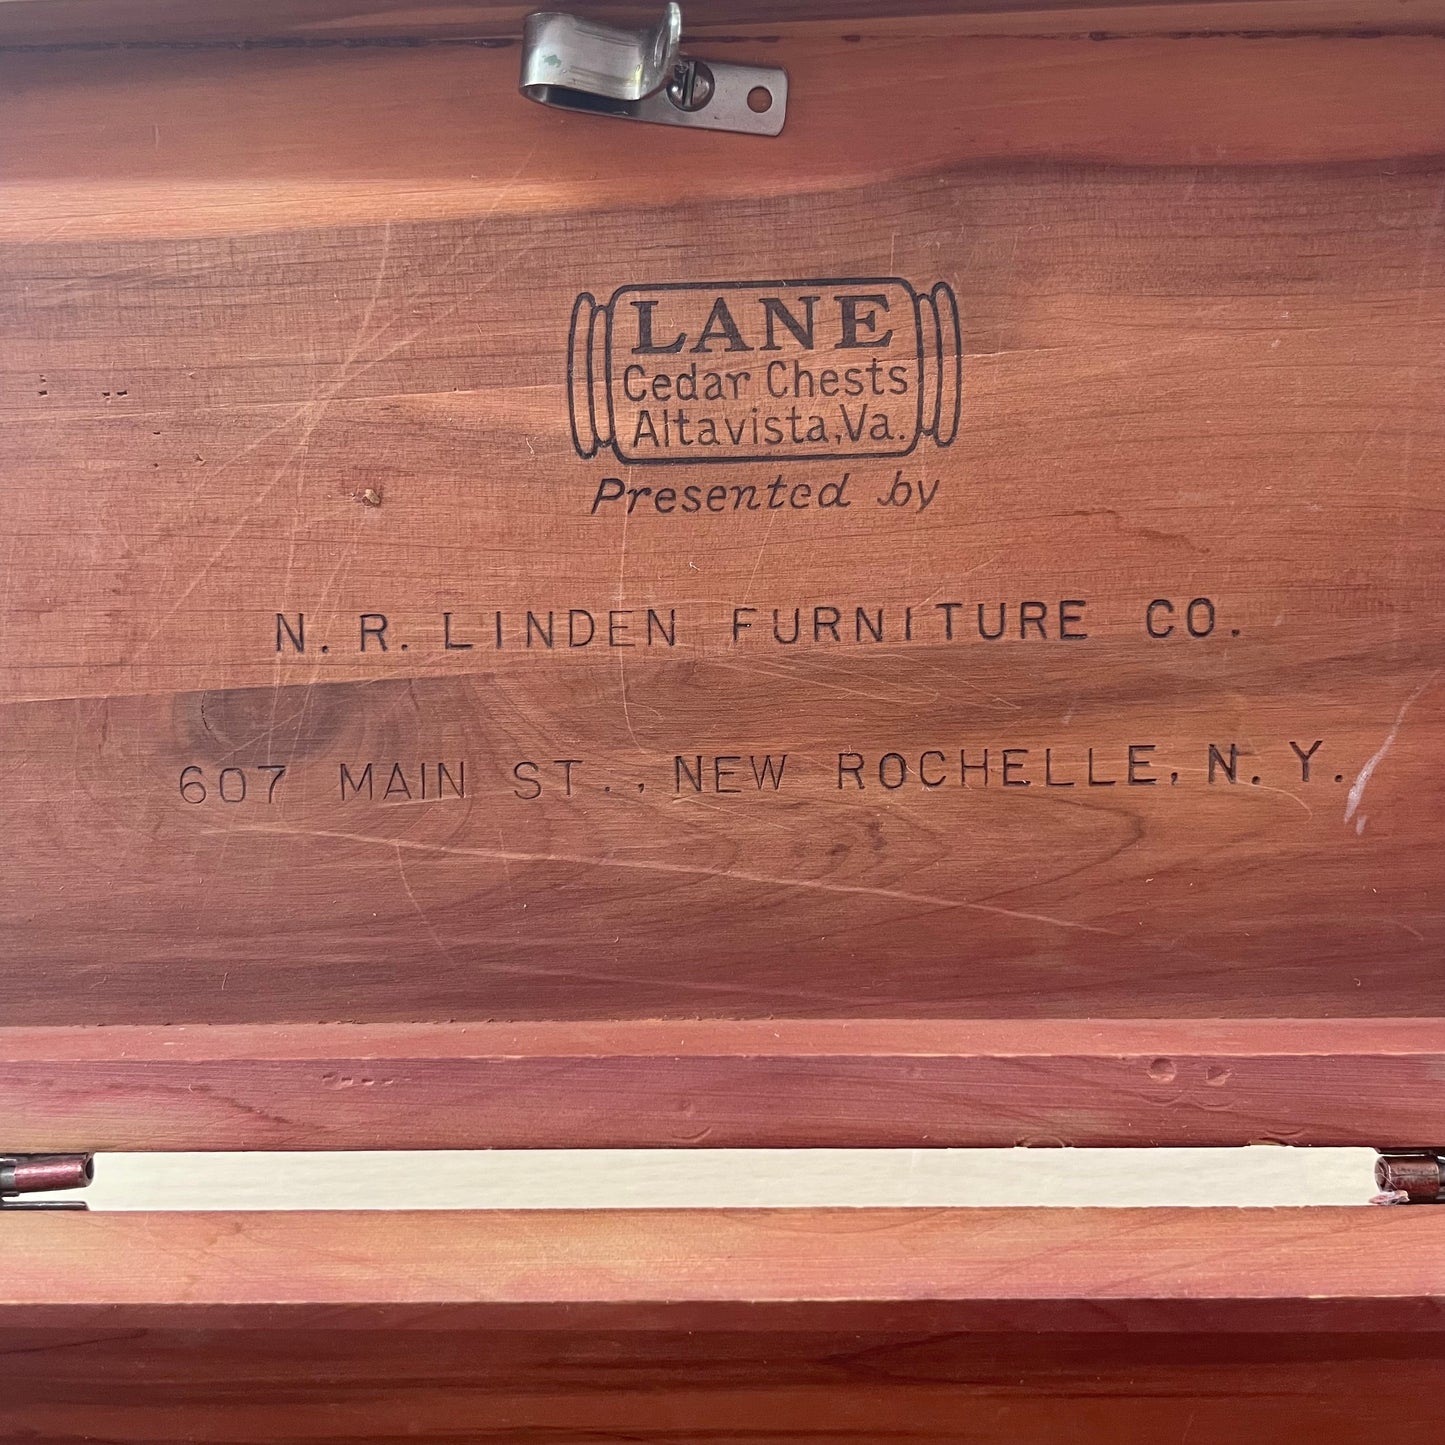 LANE
Cedar Chests
Altavista, Va.
Presented by
N. R. LINDEN FURNITURE CO.
607 MAIN ST., NEW ROCHELLE, N. Y.